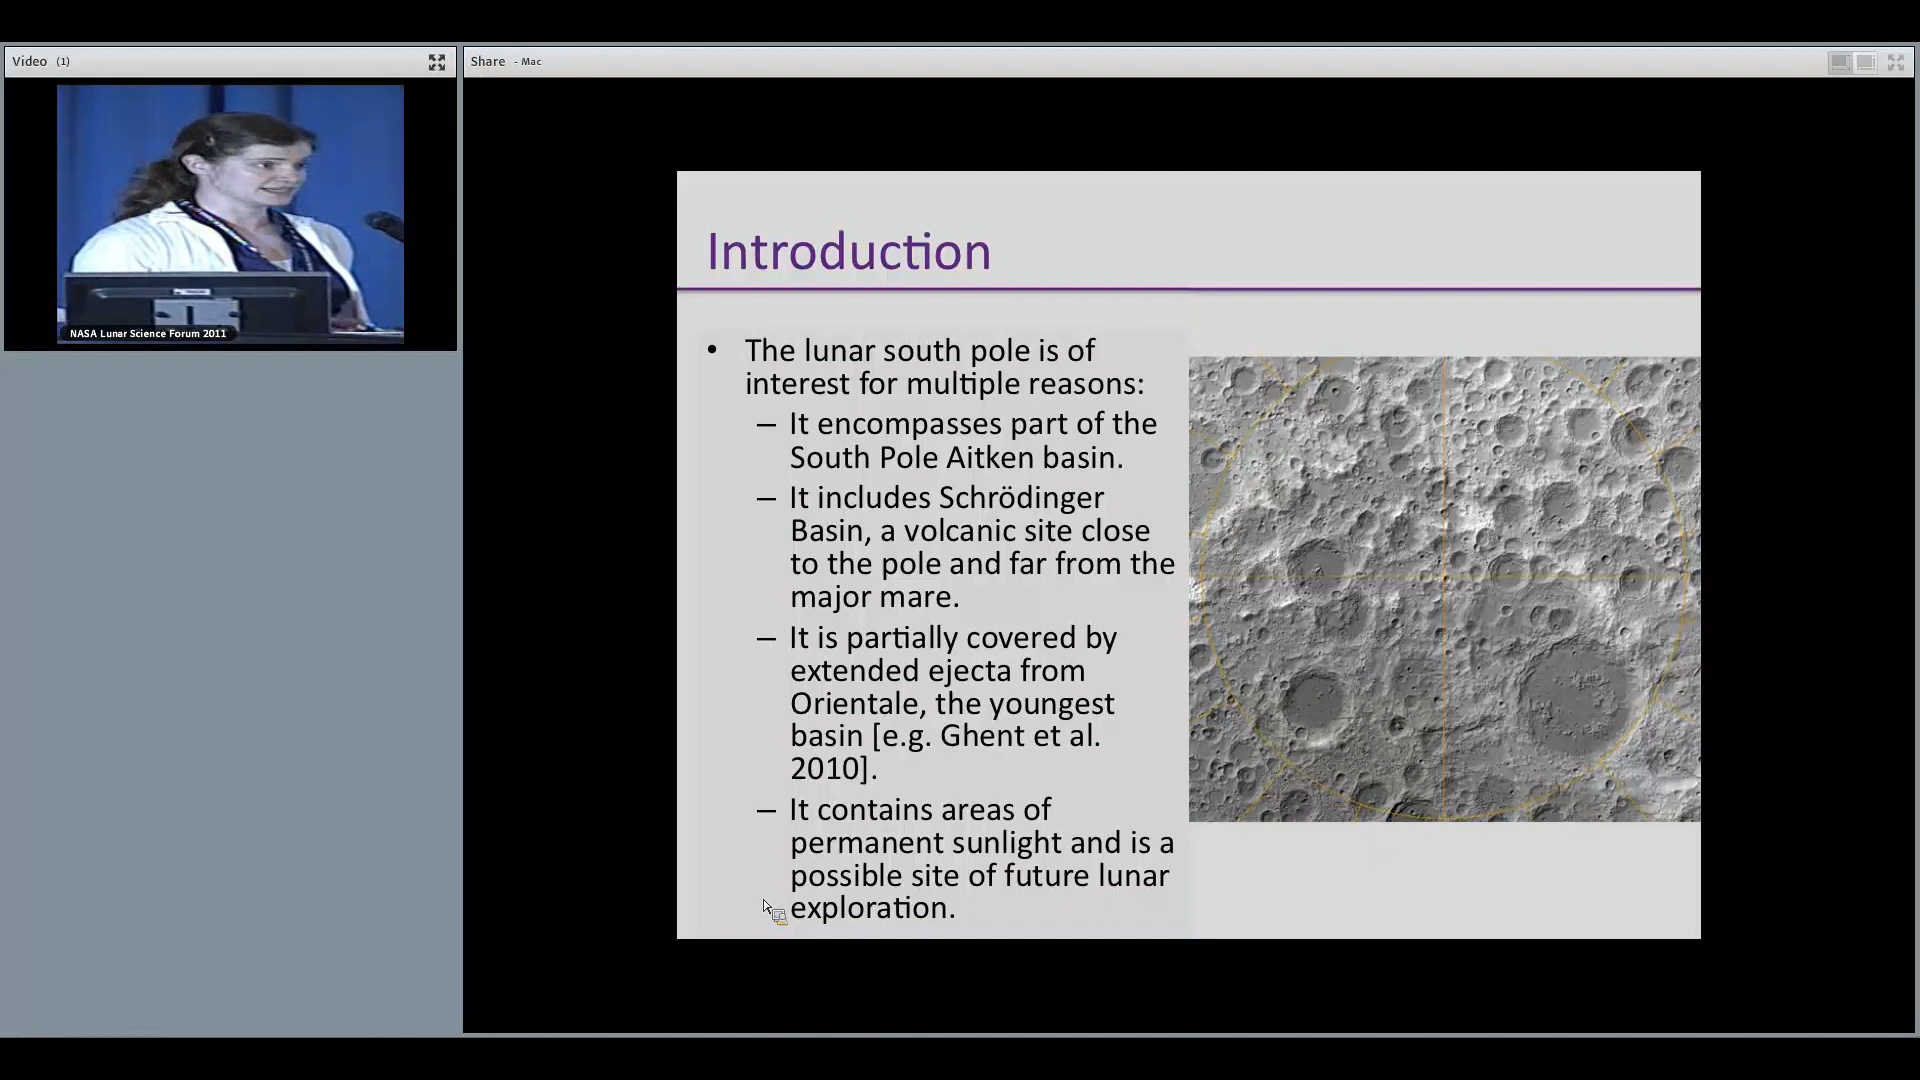 Video (1)
Share - Mac
NASA Lunar Science Forum 2011
Introduction
• The lunar south pole is of
interest for multiple reasons:
– It encompasses part of the
South Pole Aitken basin.
– It includes Schrödinger
Basin, a volcanic site close
to the pole and far from the
major mare.
– It is partially covered by
extended ejecta from
Orientale, the youngest
basin [e.g. Ghent et al.
2010].
– It contains areas of
permanent sunlight and is a
possible site of future lunar
exploration.